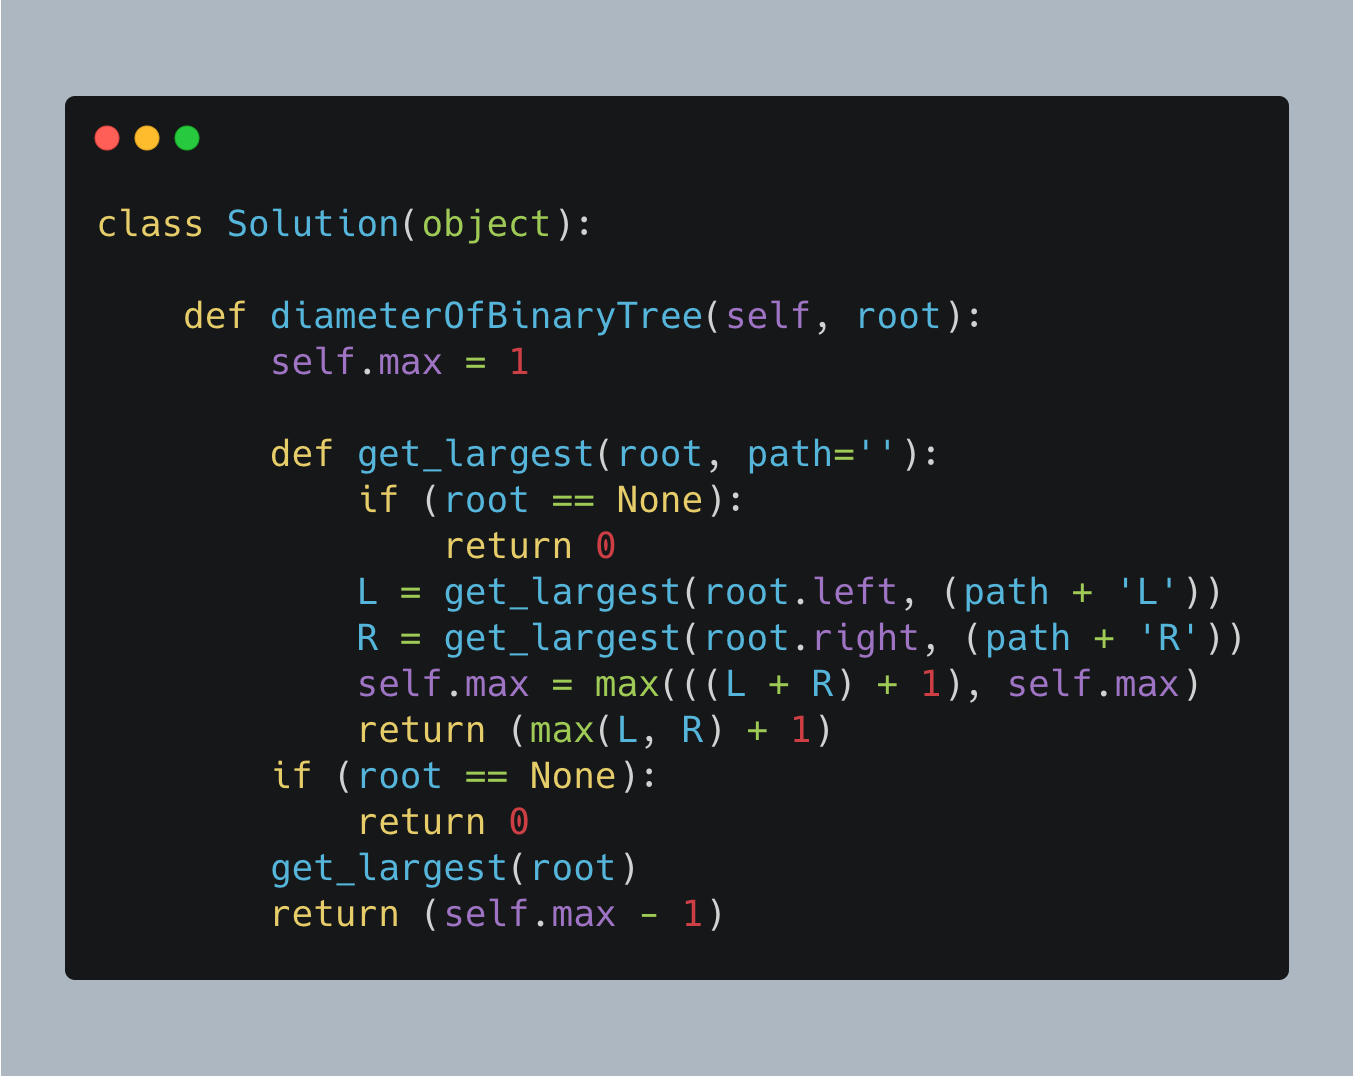 class Solution(object):

    def diameterOfBinaryTree(self, root):
        self.max = 1

        def get_largest(root, path=''):
            if (root == None):
                return 0
            L = get_largest(root.left, (path + 'L'))
            R = get_largest(root.right, (path + 'R'))
            self.max = max(((L + R) + 1), self.max)
            return (max(L, R) + 1)
        if (root == None):
            return 0
        get_largest(root)
        return (self.max - 1)